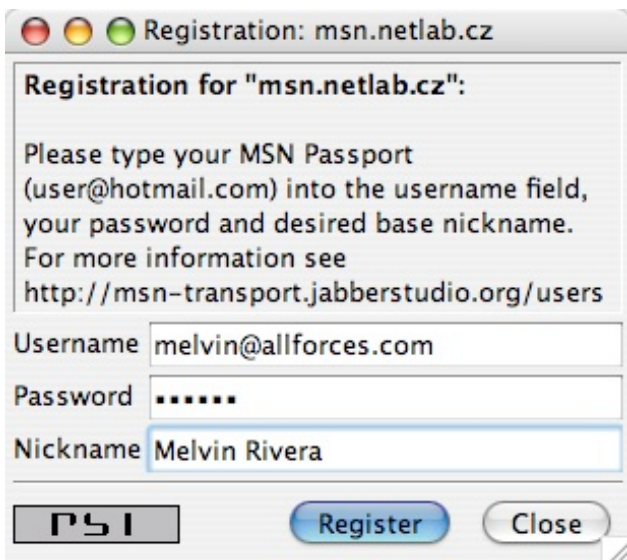 Registration: msn.netlab.cz
Registration for "msn.netlab.cz":
Please type your MSN Passport
(user@hotmail.com) into the username field,
your password and desired base nickname.
For more information see
http://msn-transport.jabberstudio.org/users
Username melvin@allforces.com
Password ▪▪▪▪▪▪
Nickname Melvin Rivera
PSI Register Close